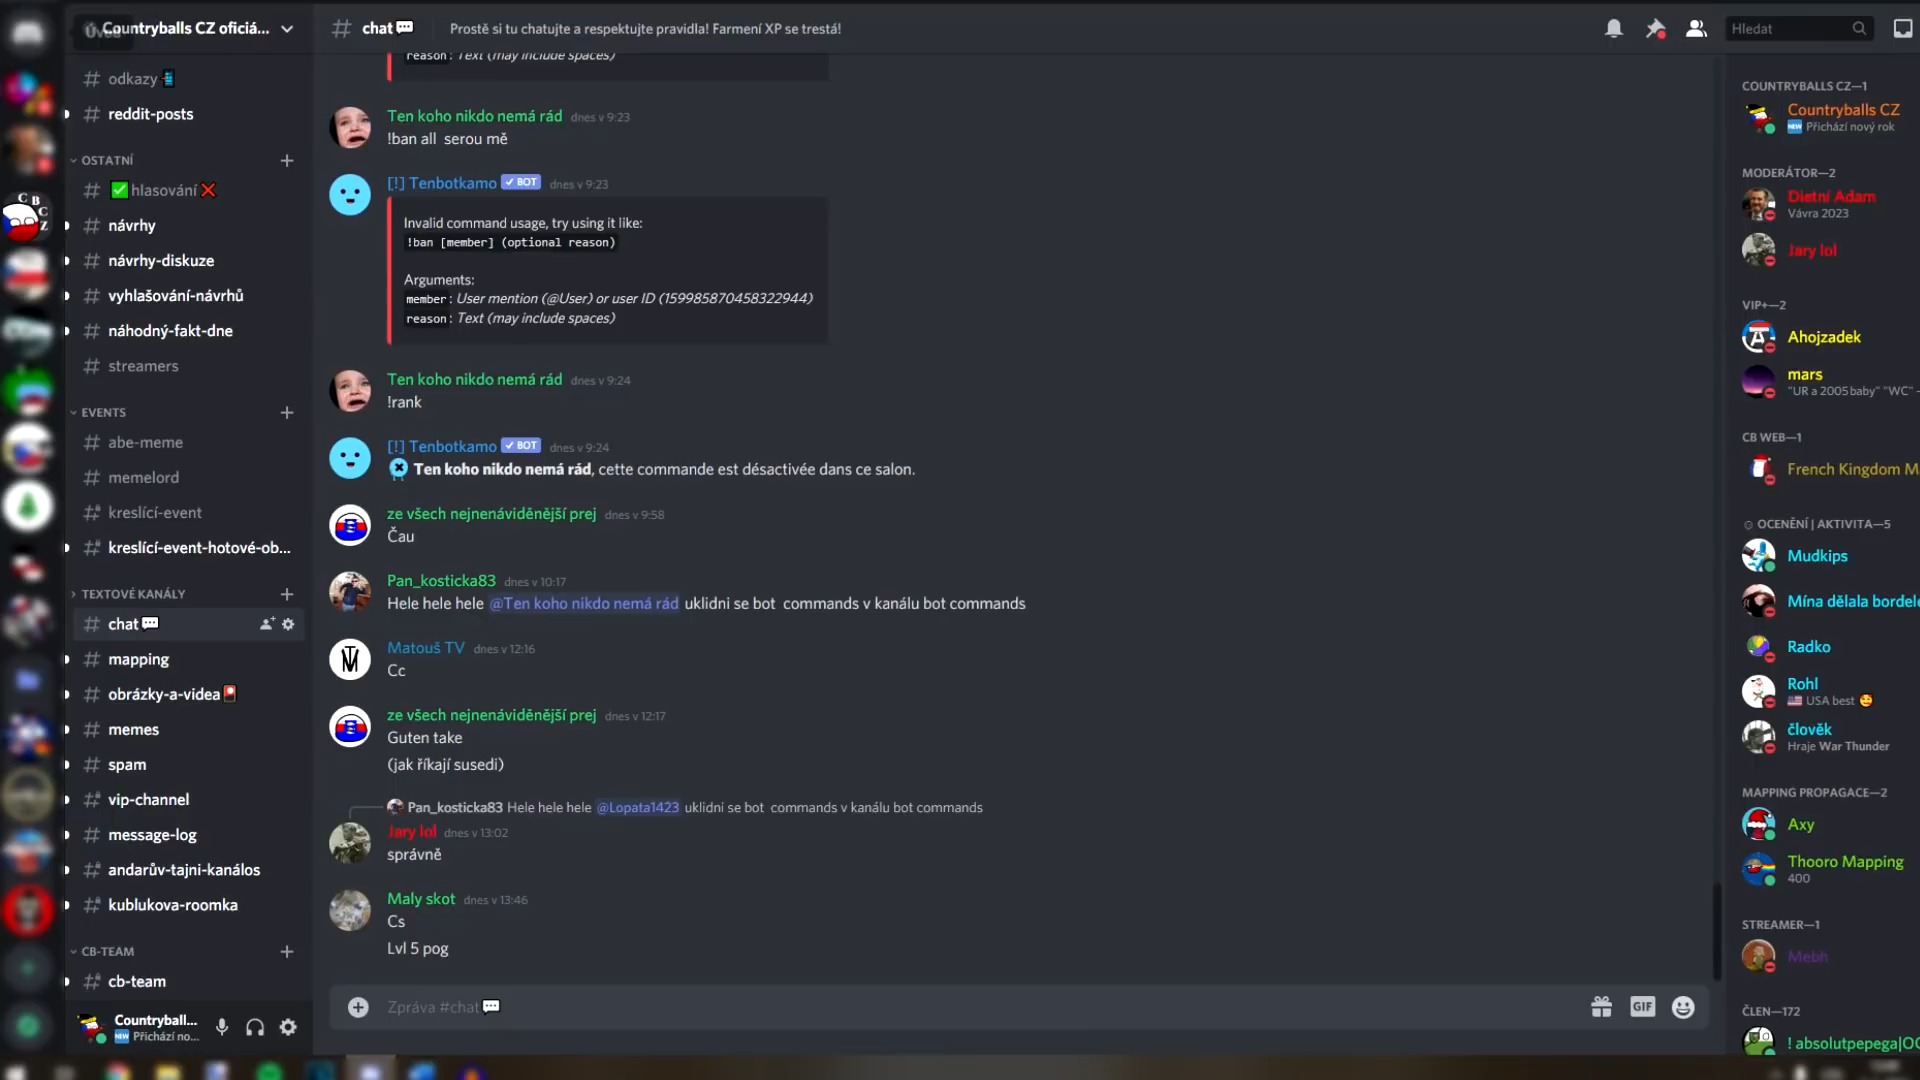 Countryballs CZ oficiá...
chat
Prostě si tu chatujte a respektujte pravidla! Farmení XP se trestá!
Hledat
odkazy
reddit-posts
OSTATNÍ
hlasování
návrhy
návrhy-diskuze
vyhlašování-návrhů
náhodný-fakt-dne
streamers
EVENTS
abe-meme
memelord
kreslící-event
kreslící-event-hotové-ob...
TEXTOVÉ KANÁLY
chat
mapping
obrázky-a-videa
memes
spam
vip-channel
message-log
andarův-tajni-kanálos
kublukova-roomka
CB-TEAM
cb-team
Countryball...
Přichází no...
reason: Text (may include spaces)
Ten koho nikdo nemá rád dnes v 9:23
!ban all serou mě
[!] Tenbotkamo BOT dnes v 9:23
Invalid command usage, try using it like:
!ban [member] (optional reason)
Arguments:
member: User mention (@User) or user ID (159985870458322944)
reason: Text (may include spaces)
Ten koho nikdo nemá rád dnes v 9:24
!rank
[!] Tenbotkamo BOT dnes v 9:24
Ten koho nikdo nemá rád, cette commande est désactivée dans ce salon.
ze všech nejnenáviděnější prej dnes v 9:58
Čau
Pan_kosticka83 dnes v 10:17
Hele hele hele @Ten koho nikdo nemá rád uklidni se bot commands v kanálu bot commands
Matouš TV dnes v 12:16
Cc
ze všech nejnenáviděnější prej dnes v 12:17
Guten take
(jak říkají susedi)
Pan_kosticka83 Hele hele hele @Lopata1423 uklidni se bot commands v kanálu bot commands
Jary lol dnes v 13:02
správně
Maly skot dnes v 13:46
Cs
Lvl 5 pog
Zpráva #chat
GIF
COUNTRYBALLS CZ—1
Countryballs CZ
Přichází nový rok
MODERÁTOR—2
Dietní Adam
Vávra 2023
Jary lol
VIP+—2
Ahojzadek
mars
"UR a 2005baby" "WC" -
CB WEB—1
French Kingdom M
OCENĚNÍ | AKTIVITA—5
Mudkips
Mína dělala bordel
Radko
Rohl
USA best
člověk
Hraje War Thunder
MAPPING PROPAGACE—2
Axy
Thooro Mapping
400
STREAMER—1
Mebh
ČLEN—172
! absolutpepega|O